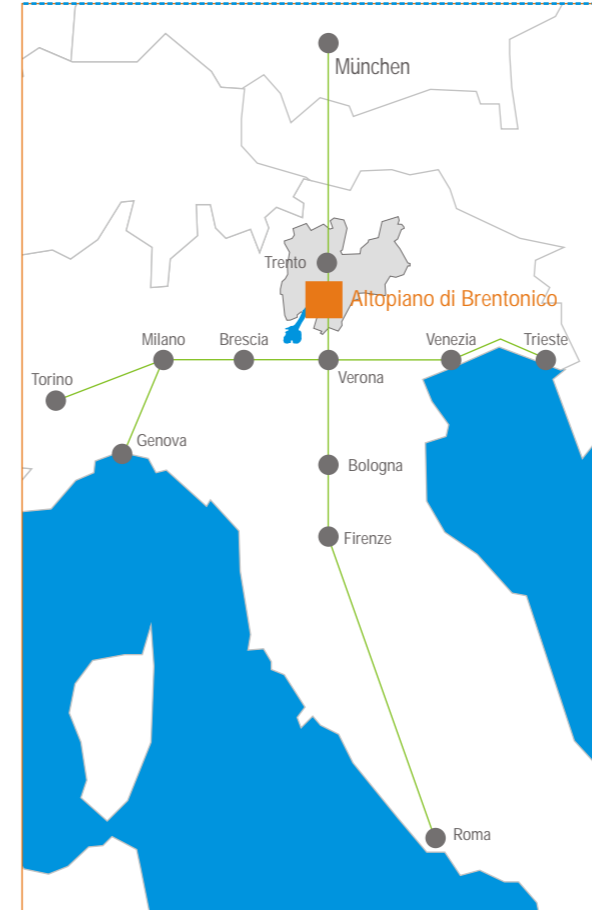 München
Trento
Altopiano di Brentonico
Milano
Brescia
Venezia
Trieste
Torino
Verona
Genova
Bologna
Firenze
Roma